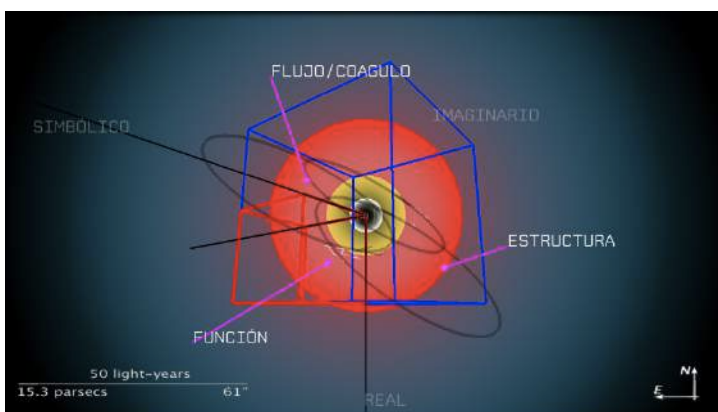 FLUJO/COAGULO
IMAGINARIO
SIMBÓLICO
ESTRUCTURA
FUNCIÓN
50 light-years
15.3 parsecs 61"
REAL
N
E